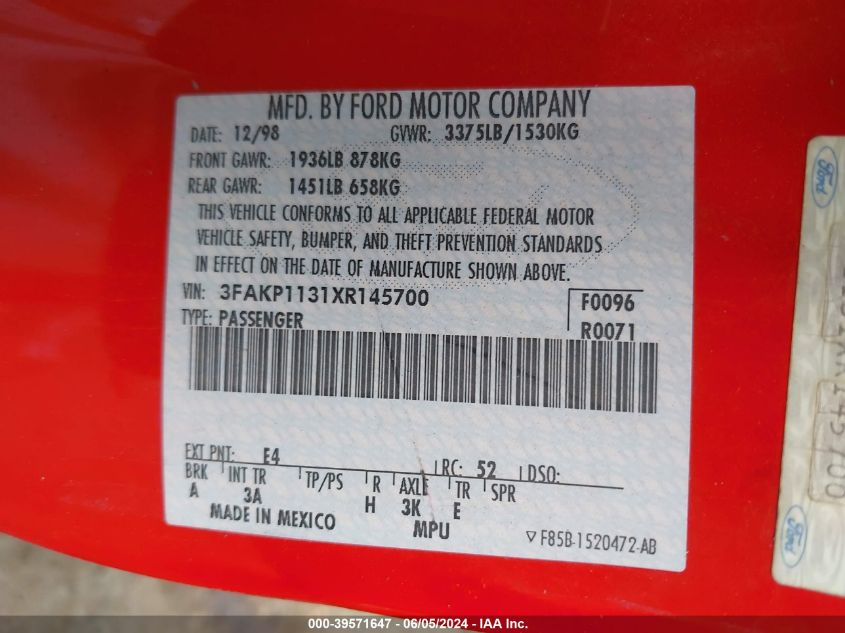 MFD. BY FORD MOTOR COMPANY
DATE: 12/98 GVWR: 3375LB/1530KG
FRONT GAWR: 1936LB 878KG
REAR GAWR: 1451LB 658KG
THIS VEHICLE CONFORMS TO ALL APPLICABLE FEDERAL MOTOR
VEHICLE SAFETY, BUMPER, AND THEFT PREVENTION STANDARDS
IN EFFECT ON THE DATE OF MANUFACTURE SHOWN ABOVE.
VIN: 3FAKP1131XR145700 F0096
TYPE: PASSENGER R0071
EXT PNT: E4 RC: 52 DSO:
BRK INT TR TP/PS R AXLE TR SPR
A 3A H 3K E
MADE IN MEXICO MPU ▽F85B-1520472-AB
Ford
Ford
000-39571647 - 06/05/2024 - IAA Inc.